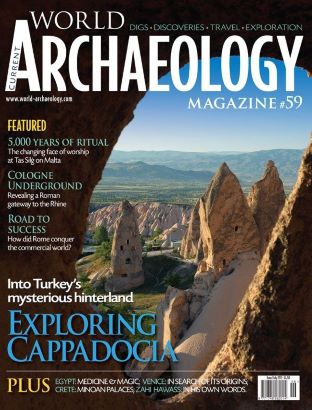 WORLD
DIGS • DISCOVERIES • TRAVEL • EXPLORATION
CURRENT
ARCHAEOLOGY
www.world-archaeology.com
MAGAZINE #59
FEATURED
5,000 YEARS OF RITUAL
The changing face of worship
at Tas Silġ on Malta
COLOGNE
UNDERGROUND
Revealing a Roman
gateway to the Rhine
ROAD TO
SUCCESS
How did Rome conquer
the commercial world?
Into Turkey's
mysterious hinterland
EXPLORING
CAPPADOCIA
PLUS
EGYPT: MEDICINE & MAGIC; VENICE: IN SEARCH OF ITS ORIGINS;
CRETE: MINOAN PALACES; ZAHI HAWASS: IN HIS OWN WORDS.